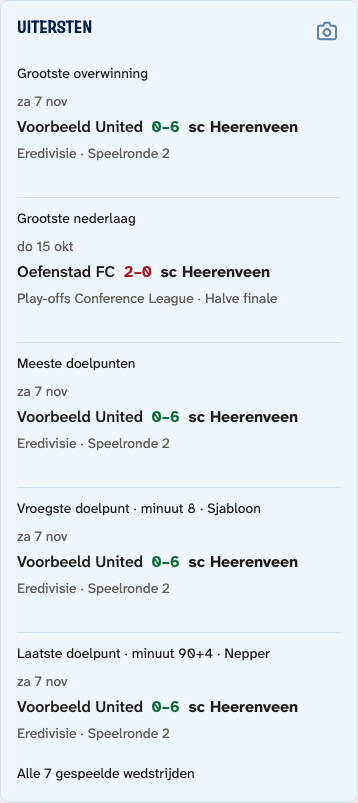 UITERSTEN
Grootste overwinning
za 7 nov
Voorbeeld United 0–6 sc Heerenveen
Eredivisie · Speelronde 2
Grootste nederlaag
do 15 okt
Oefenstad FC 2–0 sc Heerenveen
Play-offs Conference League · Halve finale
Meeste doelpunten
za 7 nov
Voorbeeld United 0–6 sc Heerenveen
Eredivisie · Speelronde 2
Vroegste doelpunt · minuut 8 · Sjabloon
za 7 nov
Voorbeeld United 0–6 sc Heerenveen
Eredivisie · Speelronde 2
Laatste doelpunt · minuut 90+4 · Nepper
za 7 nov
Voorbeeld United 0–6 sc Heerenveen
Eredivisie · Speelronde 2
Alle 7 gespeelde wedstrijden